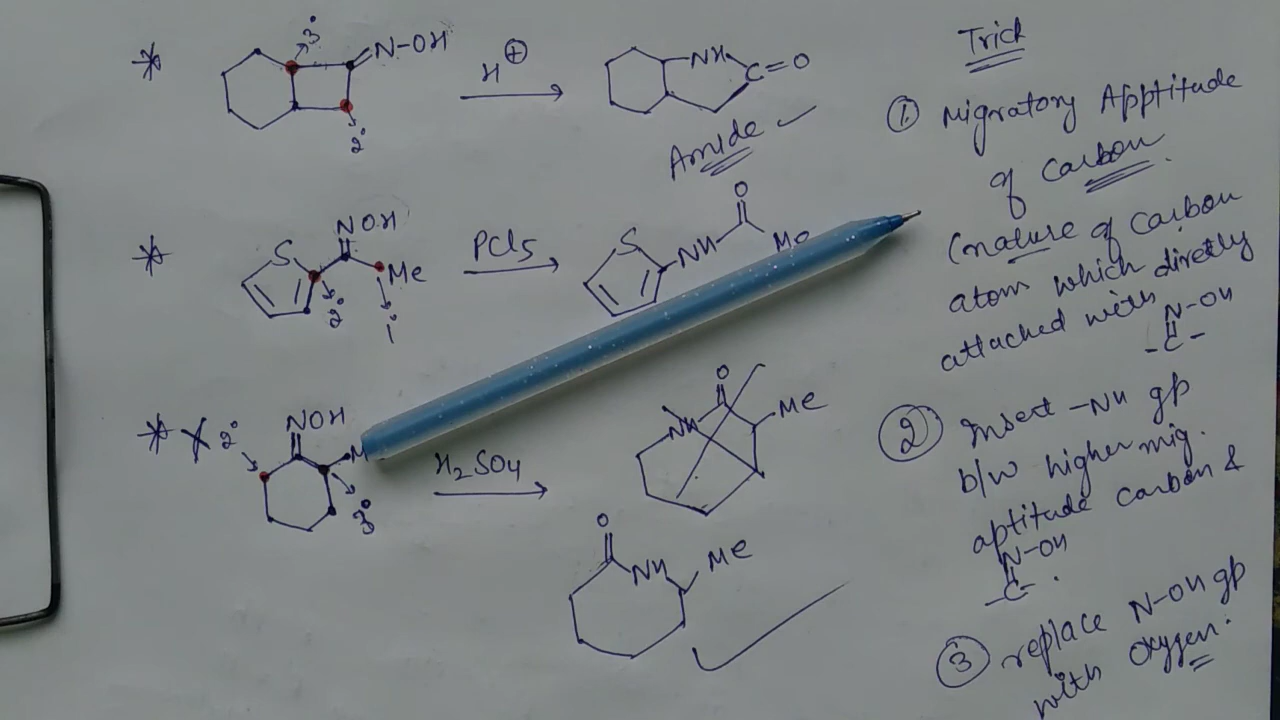 * 3° N-OH H⊕ NH C=O
2°
Amide ✓
* S NOH Me PCl5 S NH O Me
2° 1°
* X 2° NOH M H2SO4 NH O Me
3°
O NH Me
Trick
① Migratory Apptitude
of Carbon.
(nature of Carbon
atom which directly
attached with N-OH
-C-
② Insert -NH gp
b/w higher mig.
aptitude Carbon &
N-OH
-C- .
③ replace N-OH gp
with oxygen.